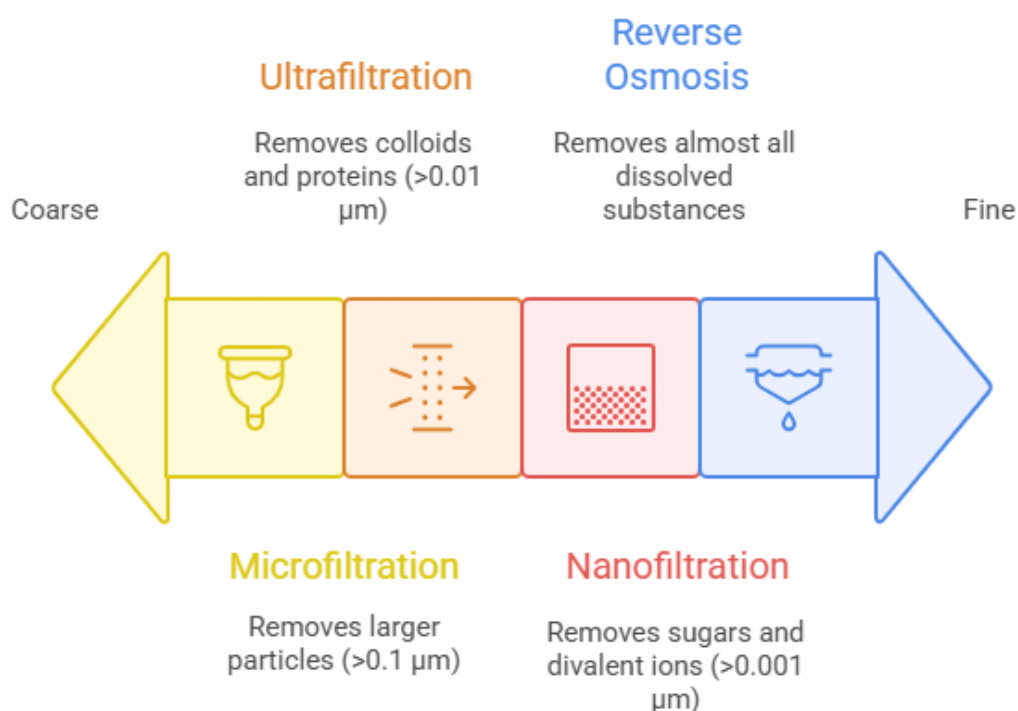 Reverse
Osmosis
Ultrafiltration
Removes colloids
and proteins (>0.01
µm)
Removes almost all
dissolved
substances
Coarse
Fine
Microfiltration
Removes larger
particles (>0.1 µm)
Nanofiltration
Removes sugars and
divalent ions (>0.001
µm)